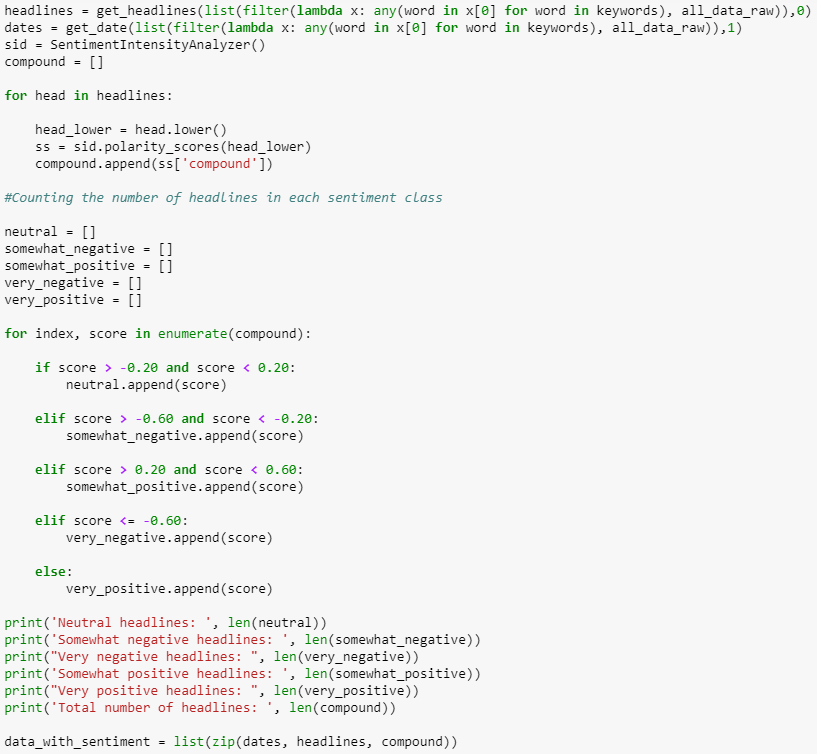 headlines = get_headlines(list(filter(lambda x: any(word in x[0] for word in keywords), all_data_raw)),0)
dates = get_date(list(filter(lambda x: any(word in x[0] for word in keywords), all_data_raw)),1)
sid = SentimentIntensityAnalyzer()
compound = []

for head in headlines:

    head_lower = head.lower()
    ss = sid.polarity_scores(head_lower)
    compound.append(ss['compound'])

#Counting the number of headlines in each sentiment class

neutral = []
somewhat_negative = []
somewhat_positive = []
very_negative = []
very_positive = []

for index, score in enumerate(compound):

    if score > -0.20 and score < 0.20:
        neutral.append(score)

    elif score > -0.60 and score < -0.20:
        somewhat_negative.append(score)

    elif score > 0.20 and score < 0.60:
        somewhat_positive.append(score)

    elif score <= -0.60:
        very_negative.append(score)

    else:
        very_positive.append(score)

print('Neutral headlines: ', len(neutral))
print('Somewhat negative headlines: ', len(somewhat_negative))
print("Very negative headlines: ", len(very_negative))
print('Somewhat positive headlines: ', len(somewhat_positive))
print("Very positive headlines: ", len(very_positive))
print('Total number of headlines: ', len(compound))

data_with_sentiment = list(zip(dates, headlines, compound))